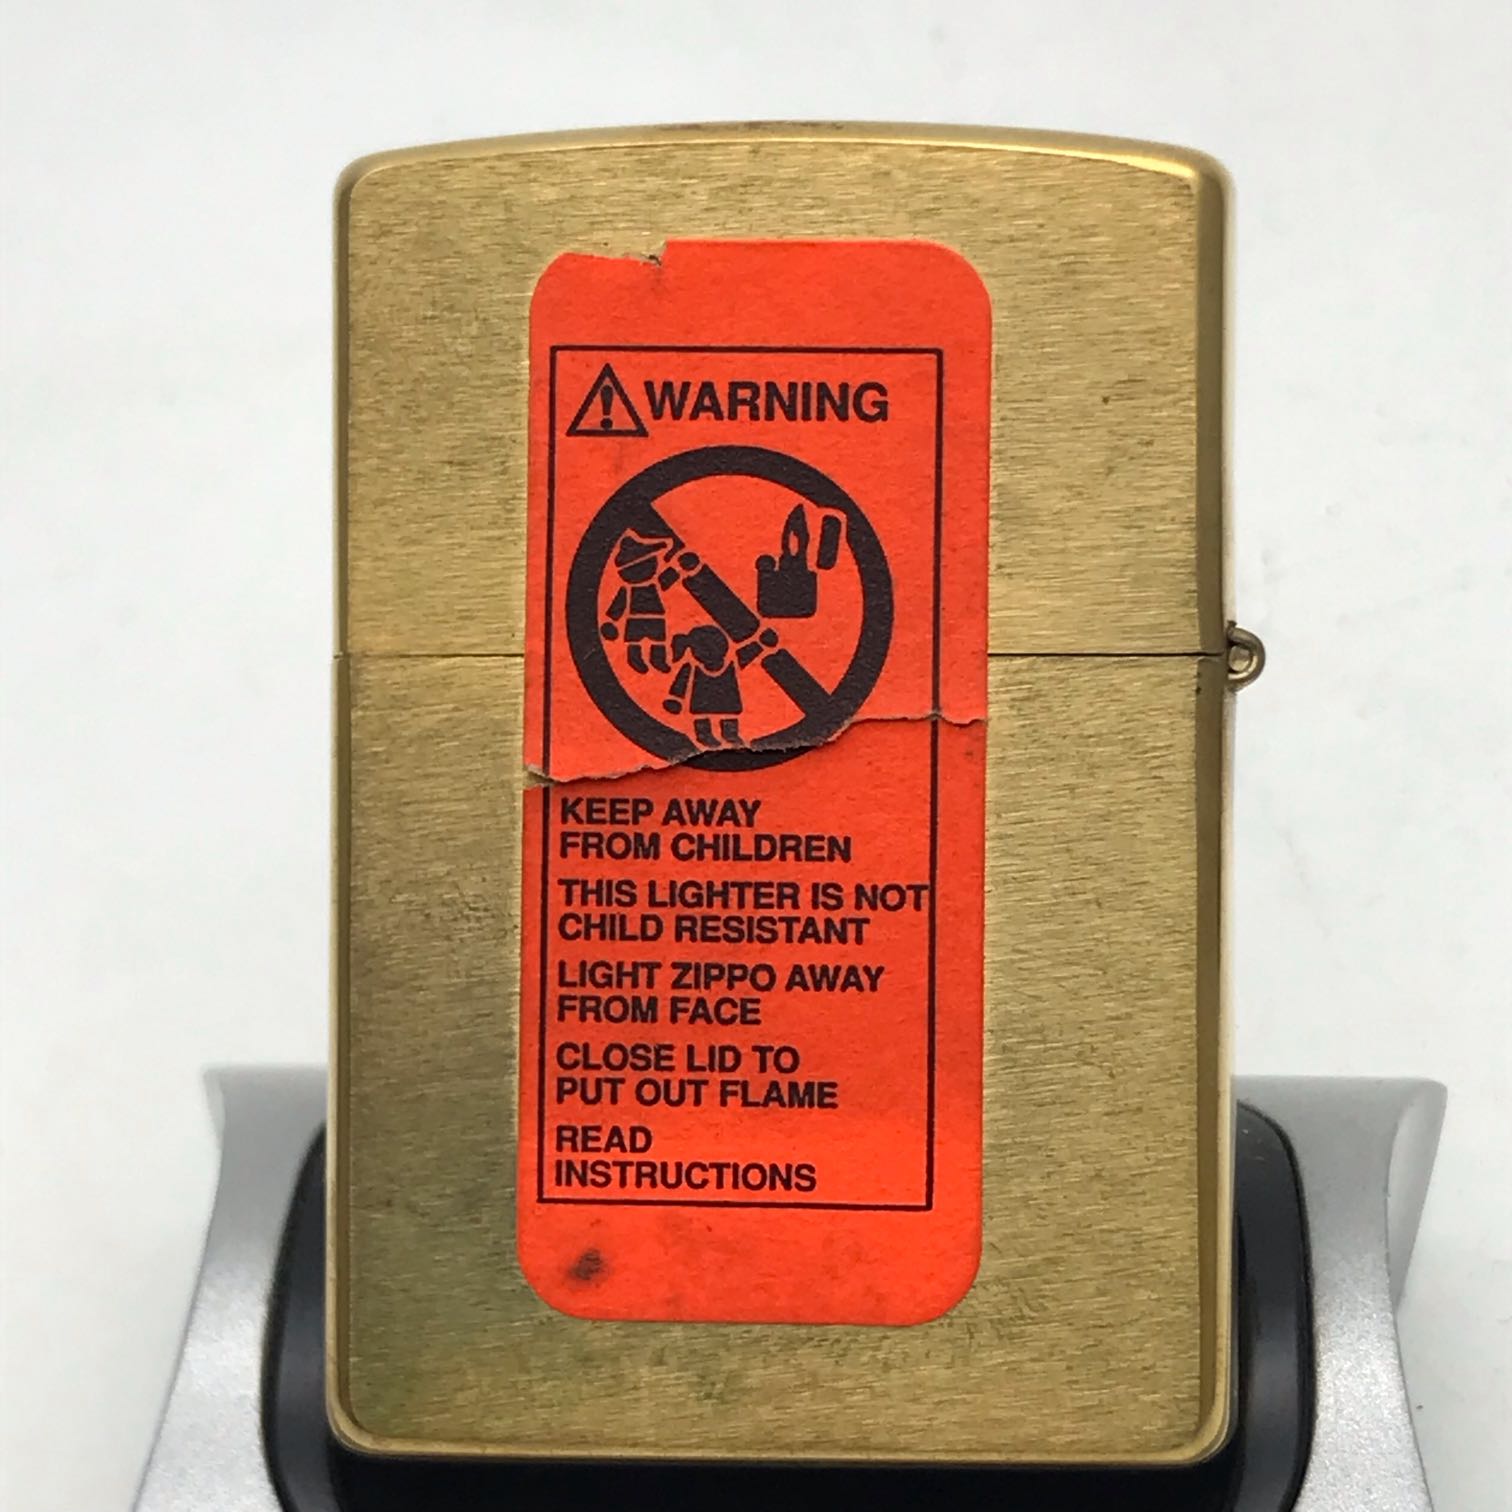 WARNING
KEEP AWAY
FROM CHILDREN
THIS LIGHTER IS NOT
CHILD RESISTANT
LIGHT ZIPPO AWAY
FROM FACE
CLOSE LID TO
PUT OUT FLAME
READ
INSTRUCTIONS